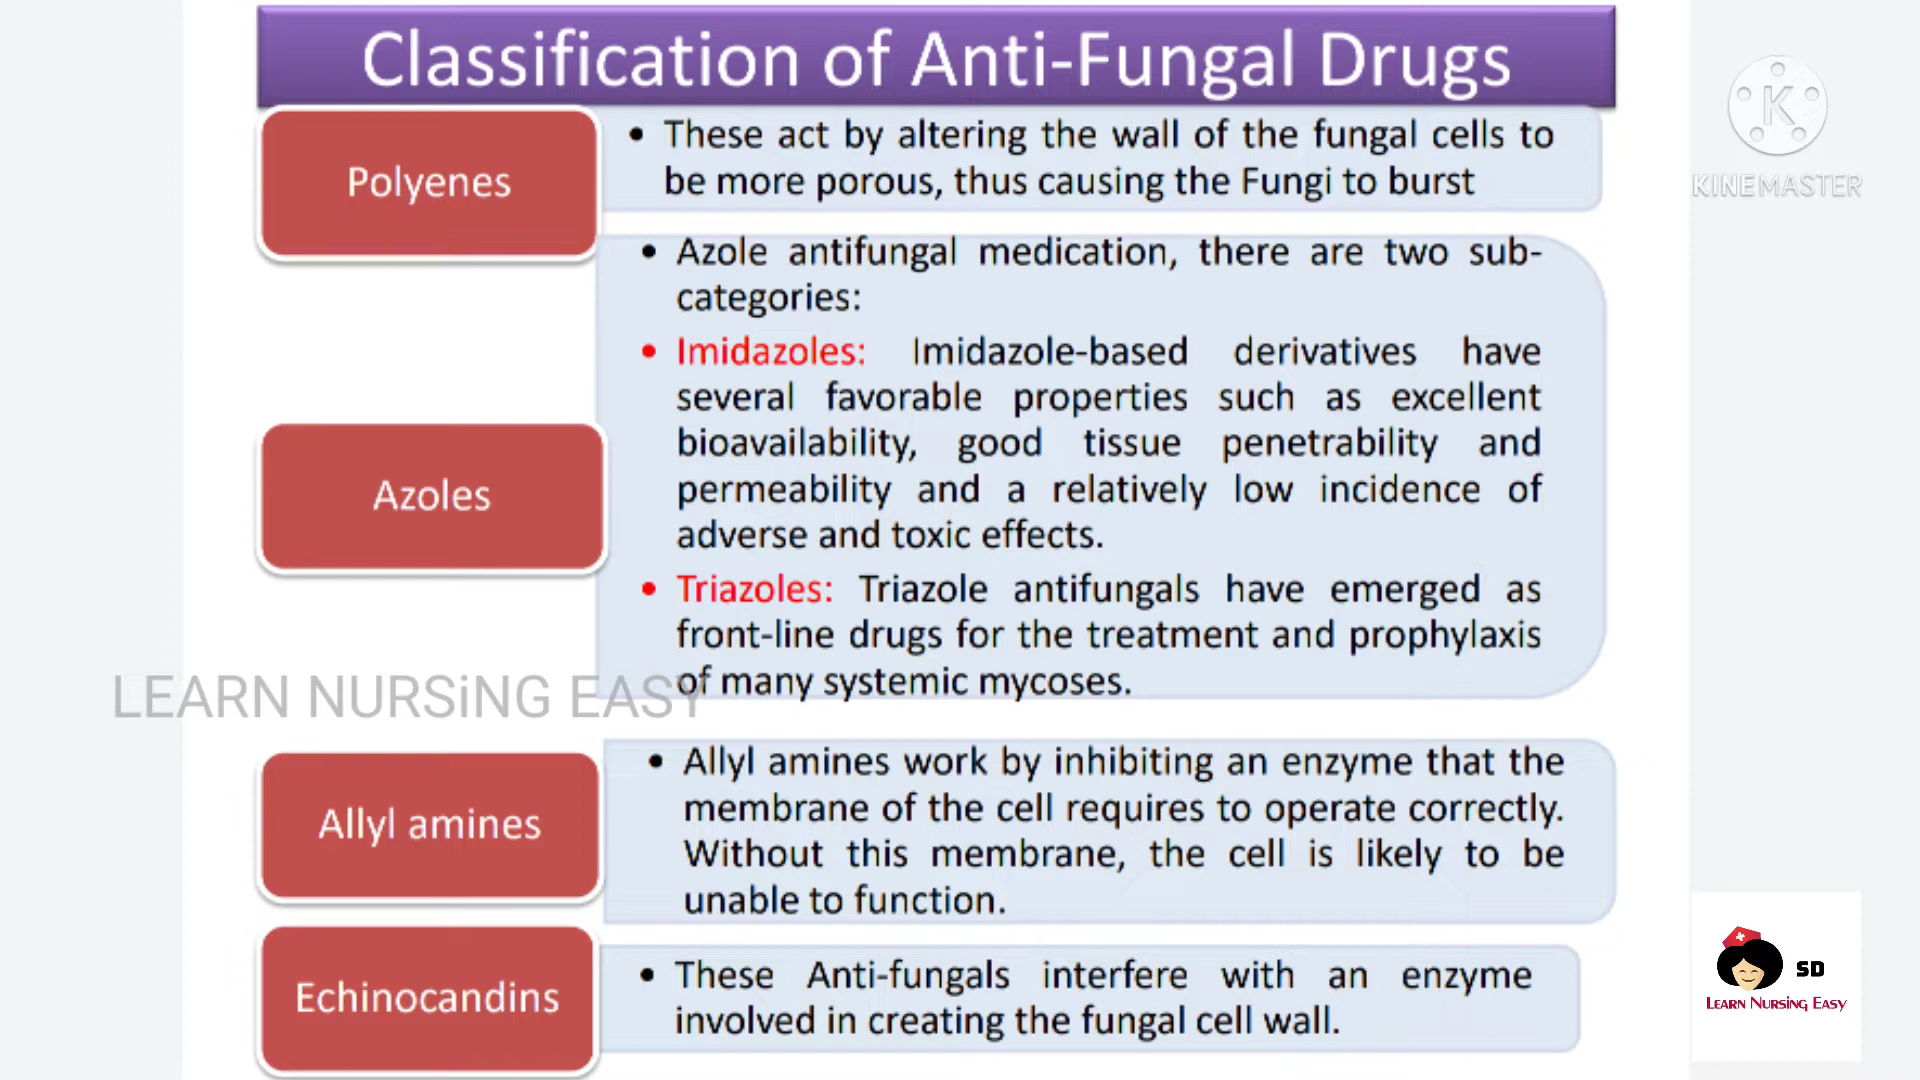 Classification of Anti-Fungal Drugs
Polyenes
• These act by altering the wall of the fungal cells to
be more porous, thus causing the Fungi to burst
Azoles
• Azole antifungal medication, there are two sub-
categories:
• Imidazoles: Imidazole-based derivatives have
several favorable properties such as excellent
bioavailability, good tissue penetrability and
permeability and a relatively low incidence of
adverse and toxic effects.
• Triazoles: Triazole antifungals have emerged as
front-line drugs for the treatment and prophylaxis
of many systemic mycoses.
Allyl amines
• Allyl amines work by inhibiting an enzyme that the
membrane of the cell requires to operate correctly.
Without this membrane, the cell is likely to be
unable to function.
Echinocandins
• These Anti-fungals interfere with an enzyme
involved in creating the fungal cell wall.
LEARN NURSiNG EASY
K
KINEMASTER
SD
LEARN NURSING EASY